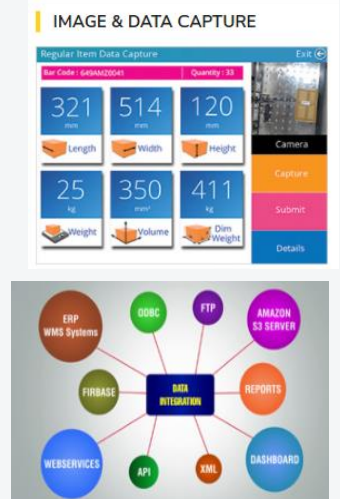 IMAGE & DATA CAPTURE
Regular Item Data Capture
Exit
Bar Code : 649AMZ0041
Quantity : 33
321
mm
Length
514
mm
Width
120
mm
Height
Camera
Capture
25
kg
Weight
350
mm³
Volume
411
kg
Dim
Weight
Submit
Details
ERP
WMS Systems
ODBC
FTP
AMAZON
S3 SERVER
FIRBASE
DATA
INTEGRATION
REPORTS
WEBSERVICES
API
XML
DASHBOARD